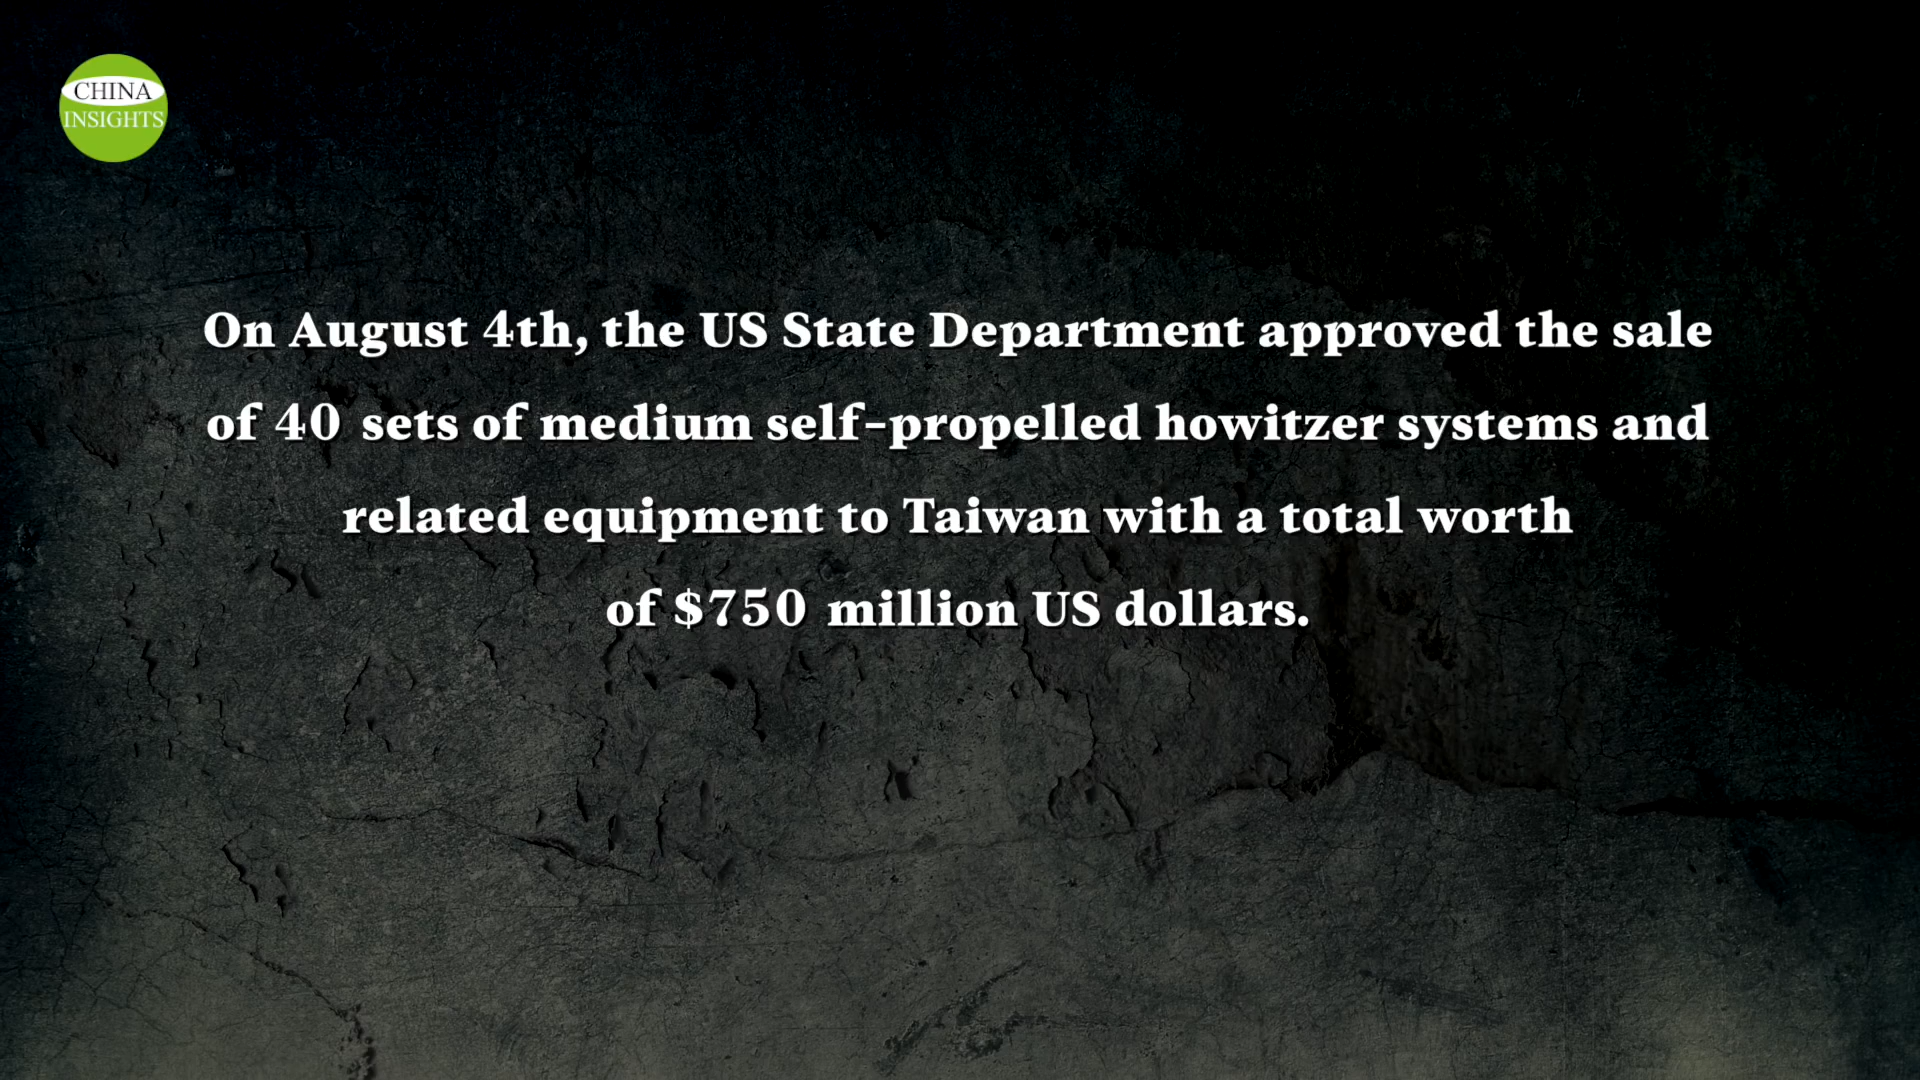 CHINA
INSIGHTS
On August 4th, the US State Department approved the sale
of 40 sets of medium self-propelled howitzer systems and
related equipment to Taiwan with a total worth
of $750 million US dollars.